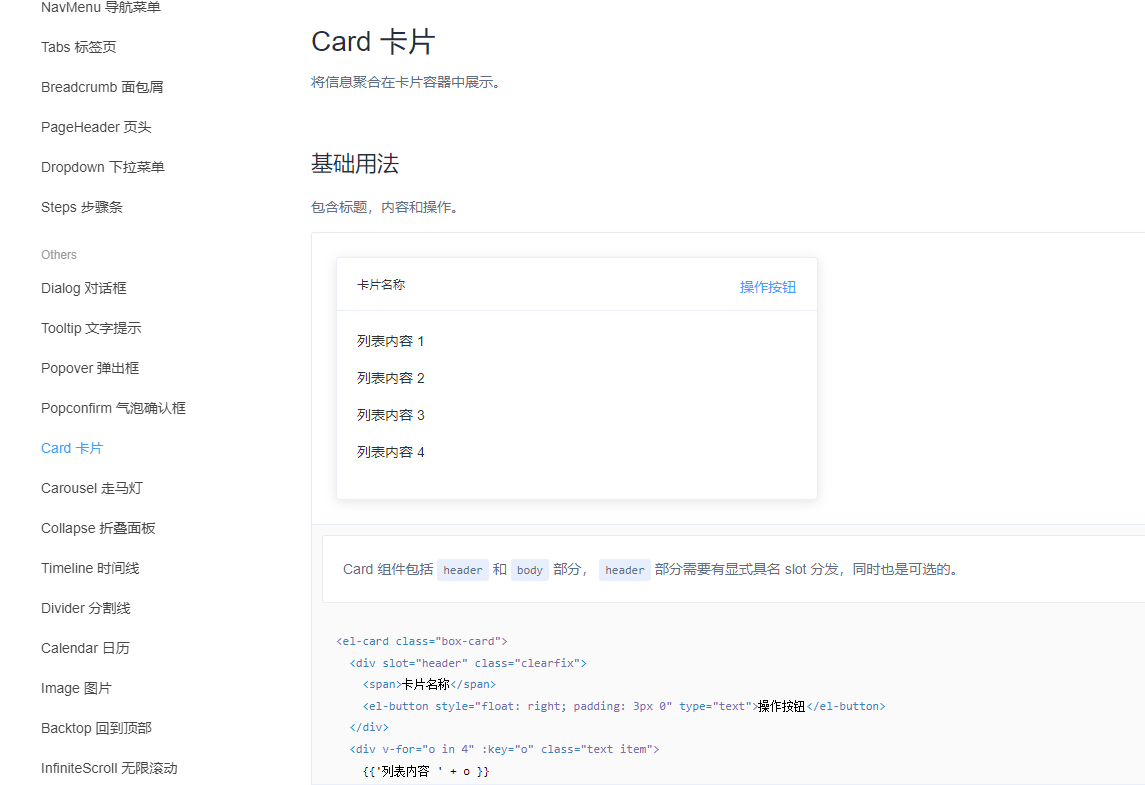 NavMenu 导航菜单
Tabs 标签页
Breadcrumb 面包屑
PageHeader 页头
Dropdown 下拉菜单
Steps 步骤条
Others
Dialog 对话框
Tooltip 文字提示
Popover 弹出框
Popconfirm 气泡确认框
Card 卡片
Carousel 走马灯
Collapse 折叠面板
Timeline 时间线
Divider 分割线
Calendar 日历
Image 图片
Backtop 回到顶部
InfiniteScroll 无限滚动
Card 卡片
将信息聚合在卡片容器中展示。
基础用法
包含标题，内容和操作。
卡片名称 操作按钮
列表内容 1
列表内容 2
列表内容 3
列表内容 4
Card 组件包括 header 和 body 部分， header 部分需要有显式具名 slot 分发，同时也是可选的。
<el-card class="box-card">
  <div slot="header" class="clearfix">
    <span>卡片名称</span>
    <el-button style="float: right; padding: 3px 0" type="text">操作按钮</el-button>
  </div>
  <div v-for="o in 4" :key="o" class="text item">
    {{'列表内容 ' + o }}